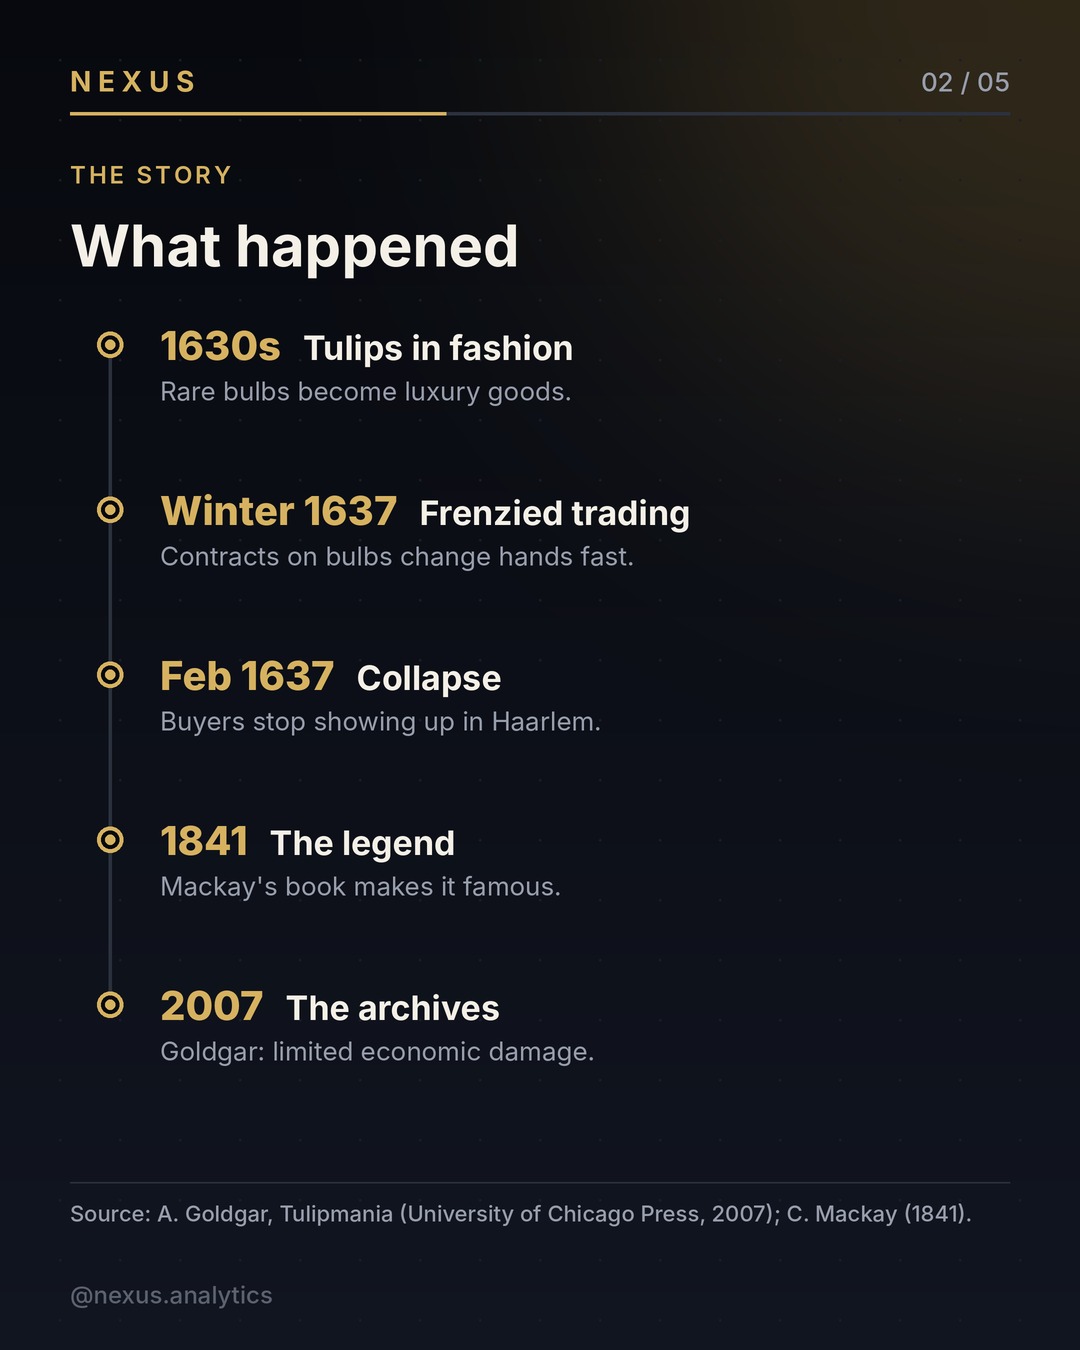 NEXUS
02 / 05
THE STORY
What happened
1630s Tulips in fashion
Rare bulbs become luxury goods.
Winter 1637 Frenzied trading
Contracts on bulbs change hands fast.
Feb 1637 Collapse
Buyers stop showing up in Haarlem.
1841 The legend
Mackay's book makes it famous.
2007 The archives
Goldgar: limited economic damage.
Source: A. Goldgar, Tulipmania (University of Chicago Press, 2007); C. Mackay (1841).
@nexus.analytics